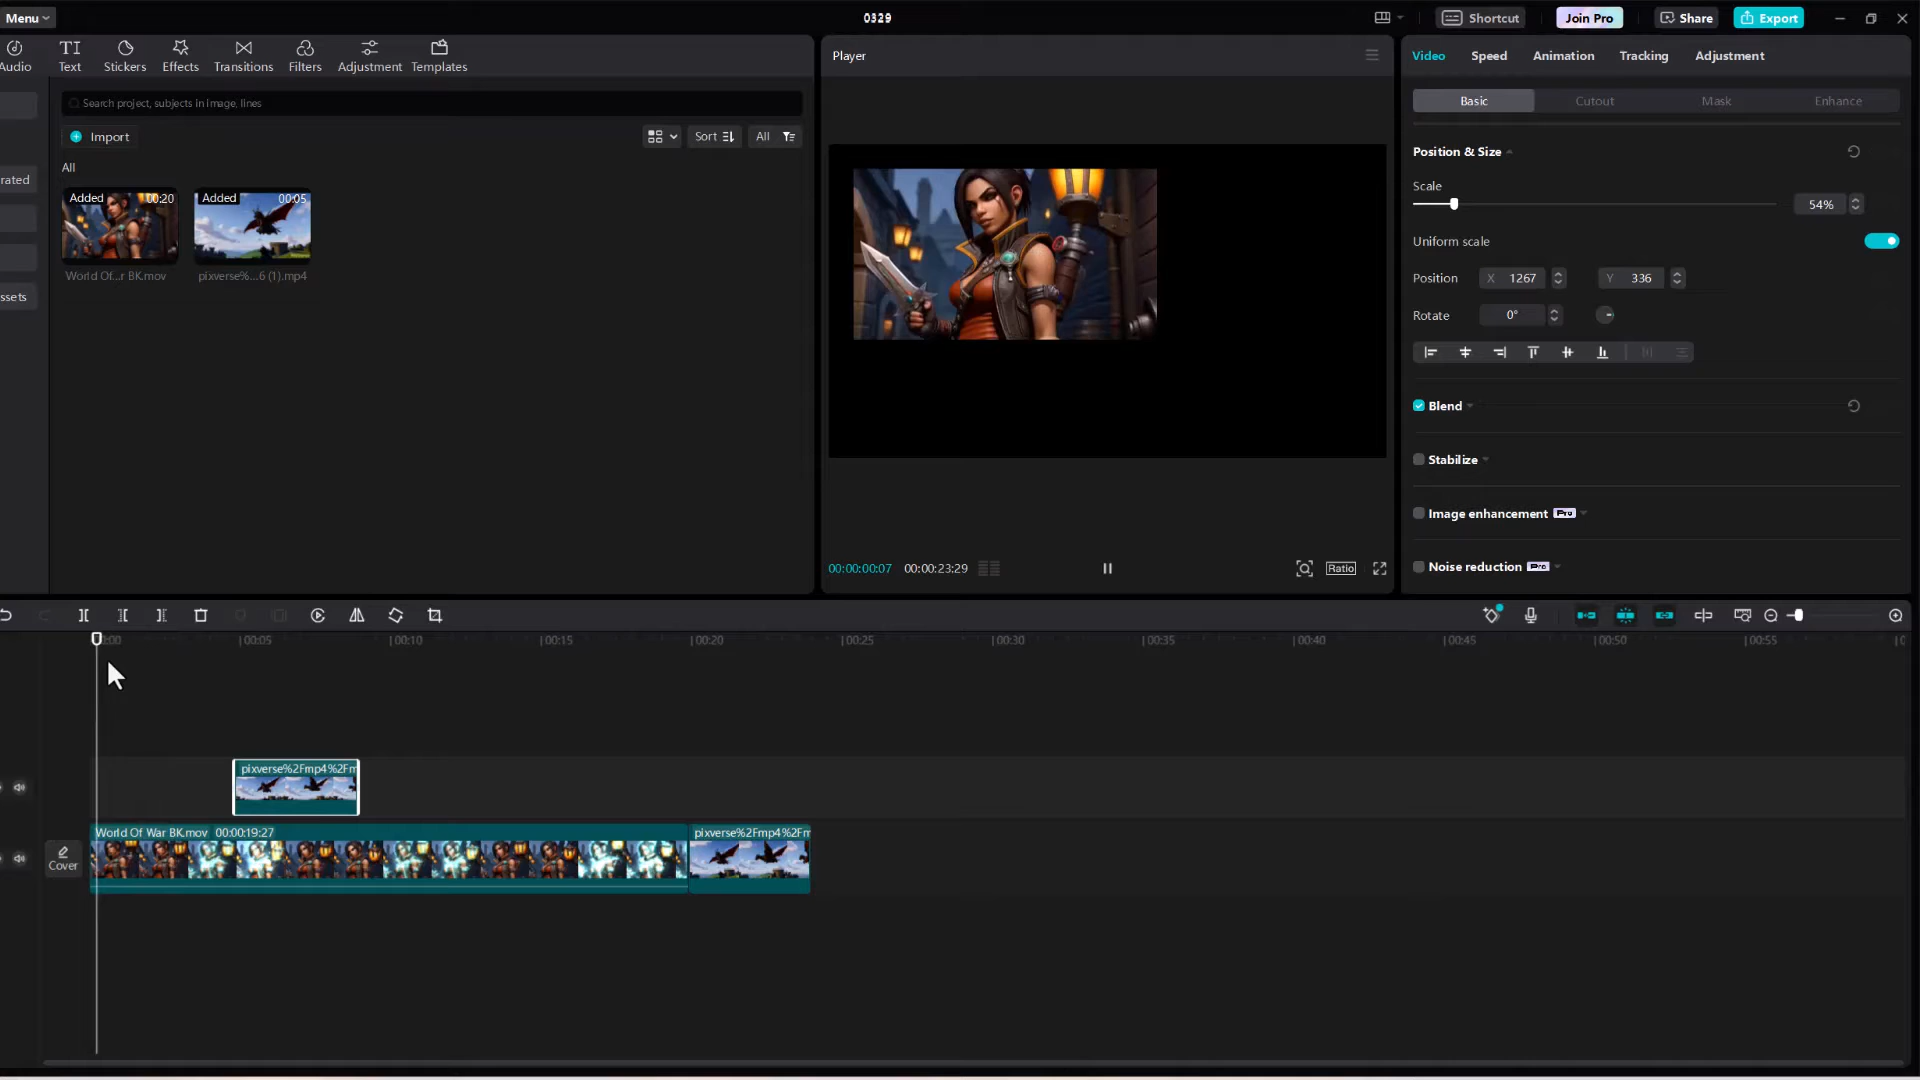 Menu
0329
Shortcut
Join Pro
Share
Export
Audio
TI
Text
Stickers
Effects
Transitions
Filters
Adjustment
Templates
Player
Video
Speed
Animation
Tracking
Adjustment
Search project, subjects in image, lines
Basic
Cutout
Mask
Enhance
Import
Sort
All
All
Position & Size
rated
Added
00:20
Added
00:05
Scale
54%
Uniform scale
World Of...r BK.mov
pixverse%...6 (1).mp4
Position
X 1267
Y 336
ssets
Rotate
0°
Blend
Stabilize
Image enhancement Pro
Noise reduction Pro
00:00:00:07
00:00:23:29
Ratio
00:05
00:10
00:15
00:20
00:25
00:30
00:35
00:40
00:45
00:50
00:55
pixverse%2Fmp4%2Fm
World Of War BK.mov 00:00:19:27
pixverse%2Fmp4%2Fm
Cover